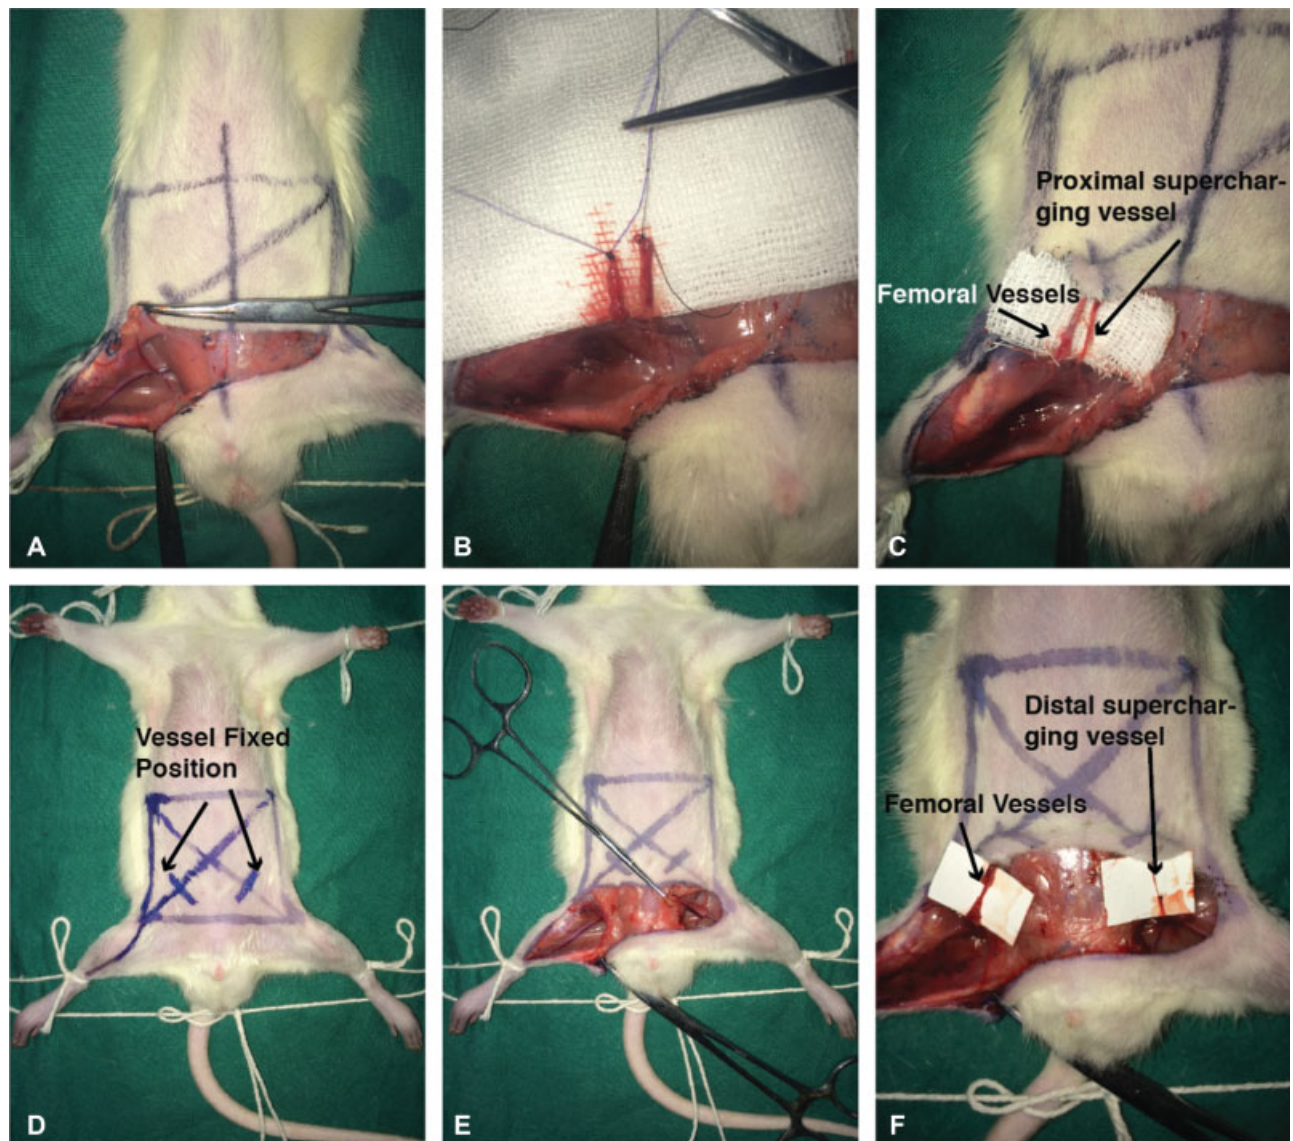 Proximal superchar-
ging vessel
Femoral Vessels
A
B
C
Vessel Fixed
Position
Distal superchar-
ging vessel
Femoral Vessels
D
E
F